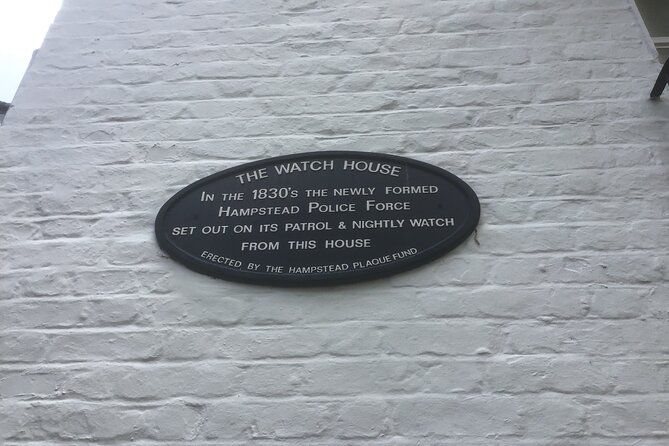 THE WATCH HOUSE
IN THE 1830'S THE NEWLY FORMED
HAMPSTEAD POLICE FORCE
SET OUT ON ITS PATROL & NIGHTLY WATCH
FROM THIS HOUSE
ERECTED BY THE HAMPSTEAD PLAQUE FUND